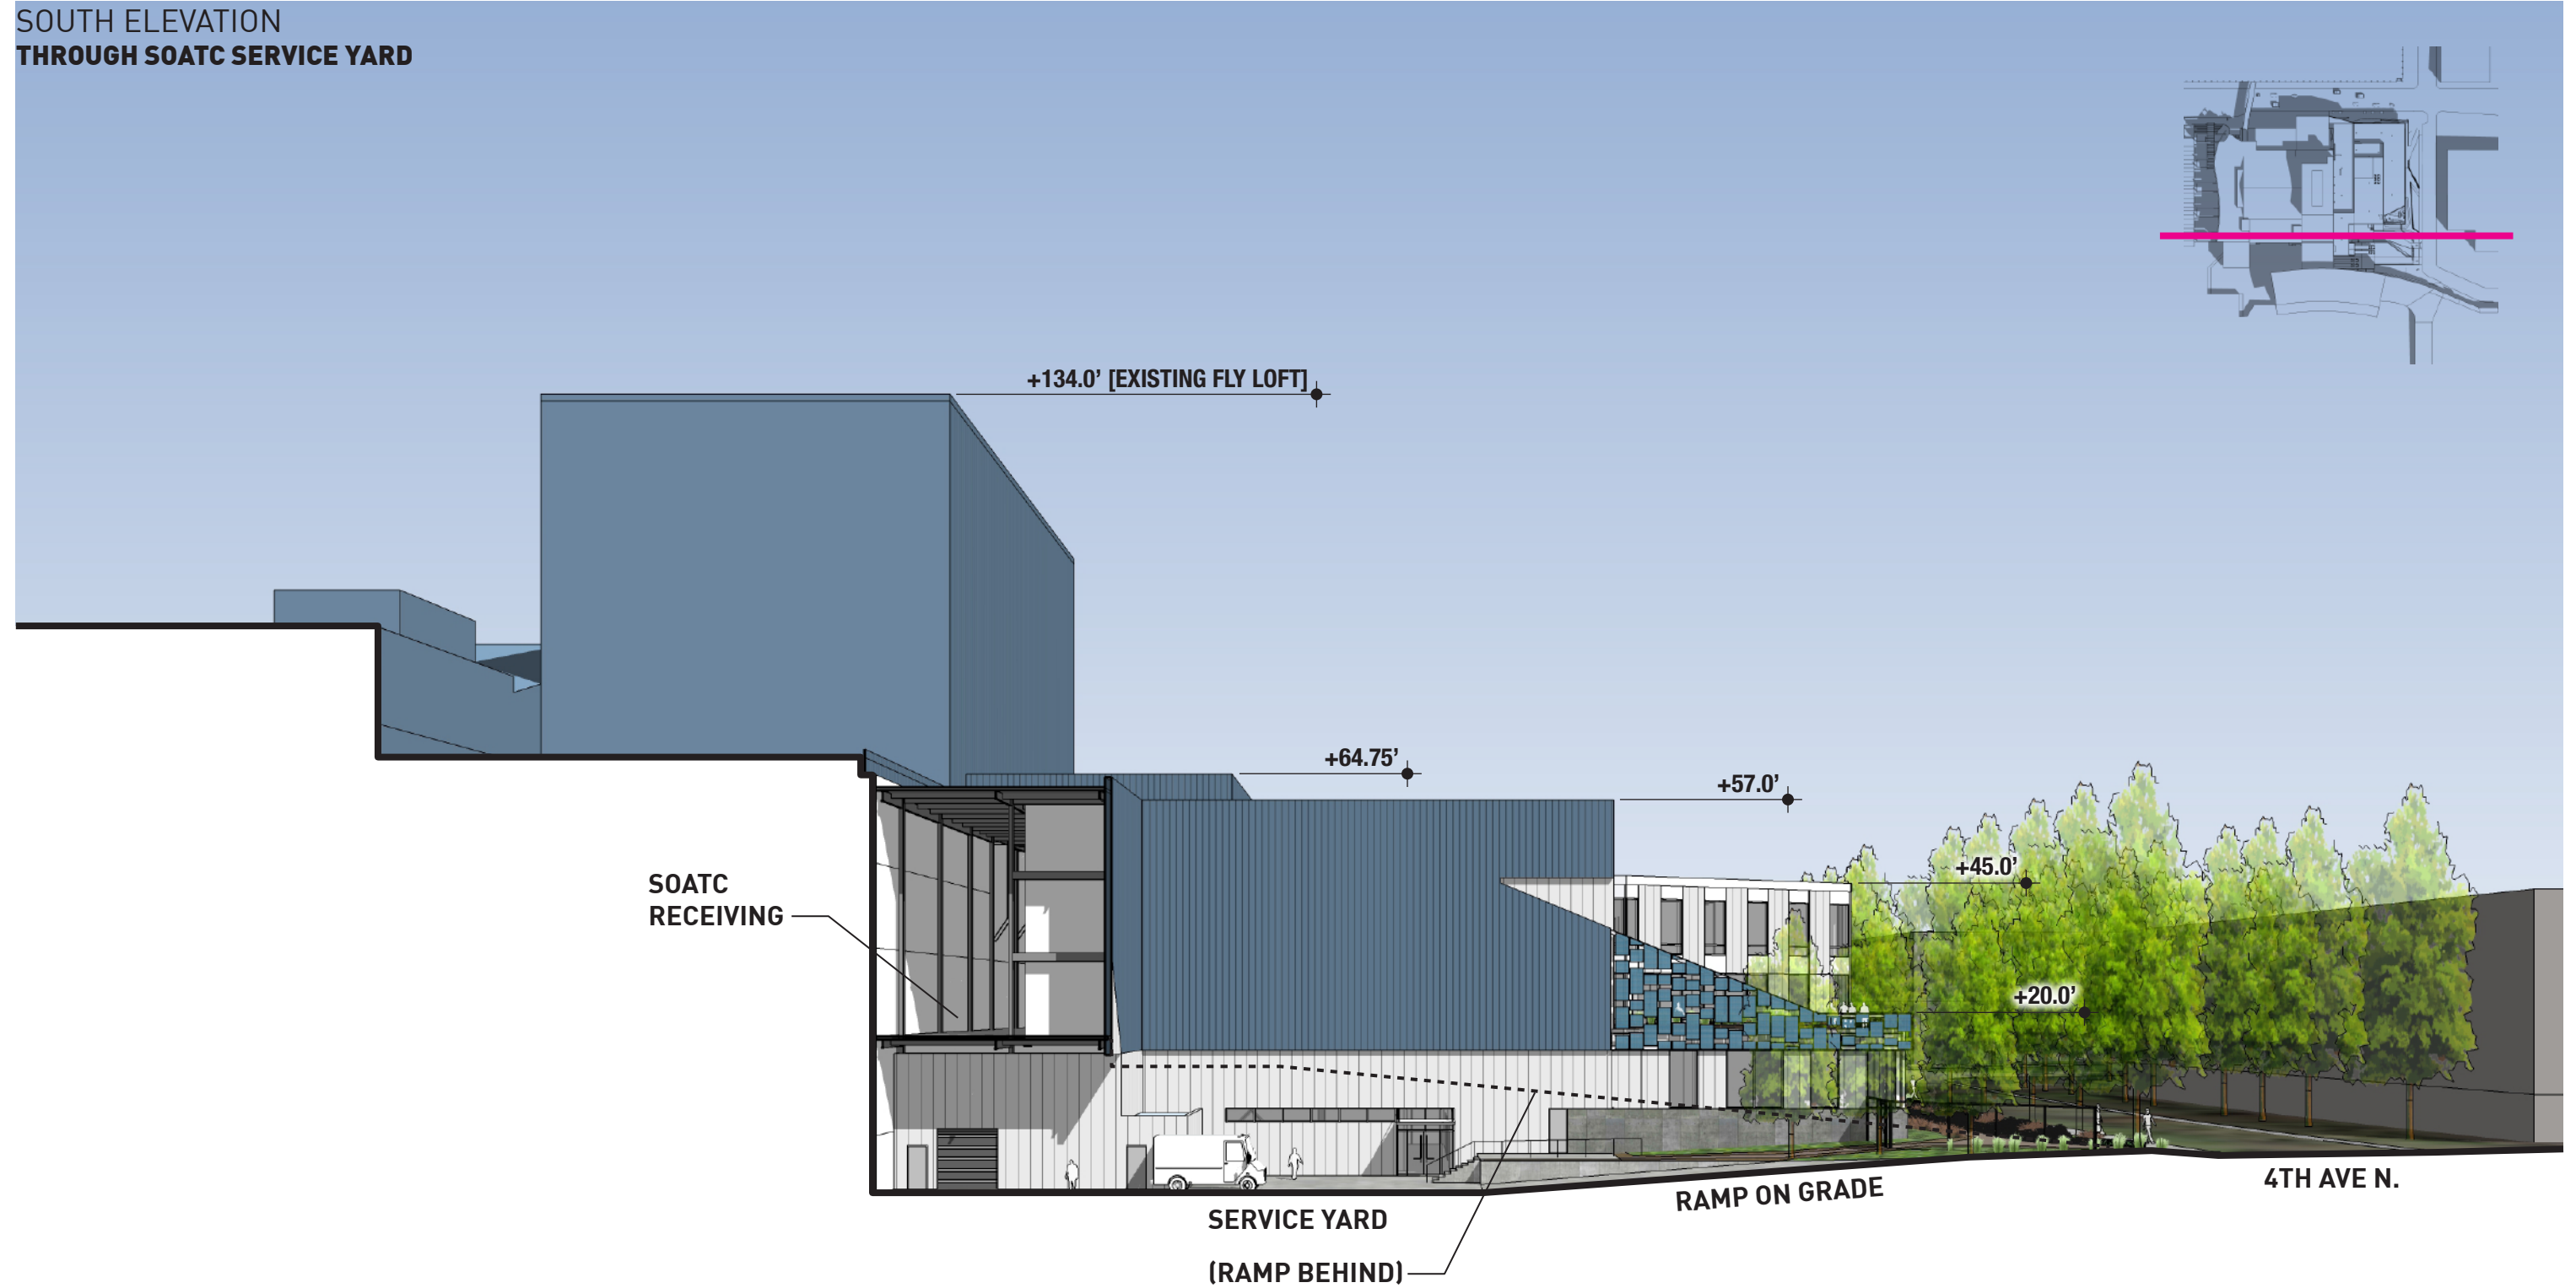 SOUTH ELEVATION
THROUGH SOATC SERVICE YARD
+134.0’ [EXISTING FLY LOFT]
+64.75’
+57.0’
+45.0’
+20.0’
SOATC
RECEIVING
SERVICE YARD
(RAMP BEHIND)
RAMP ON GRADE
4TH AVE N.